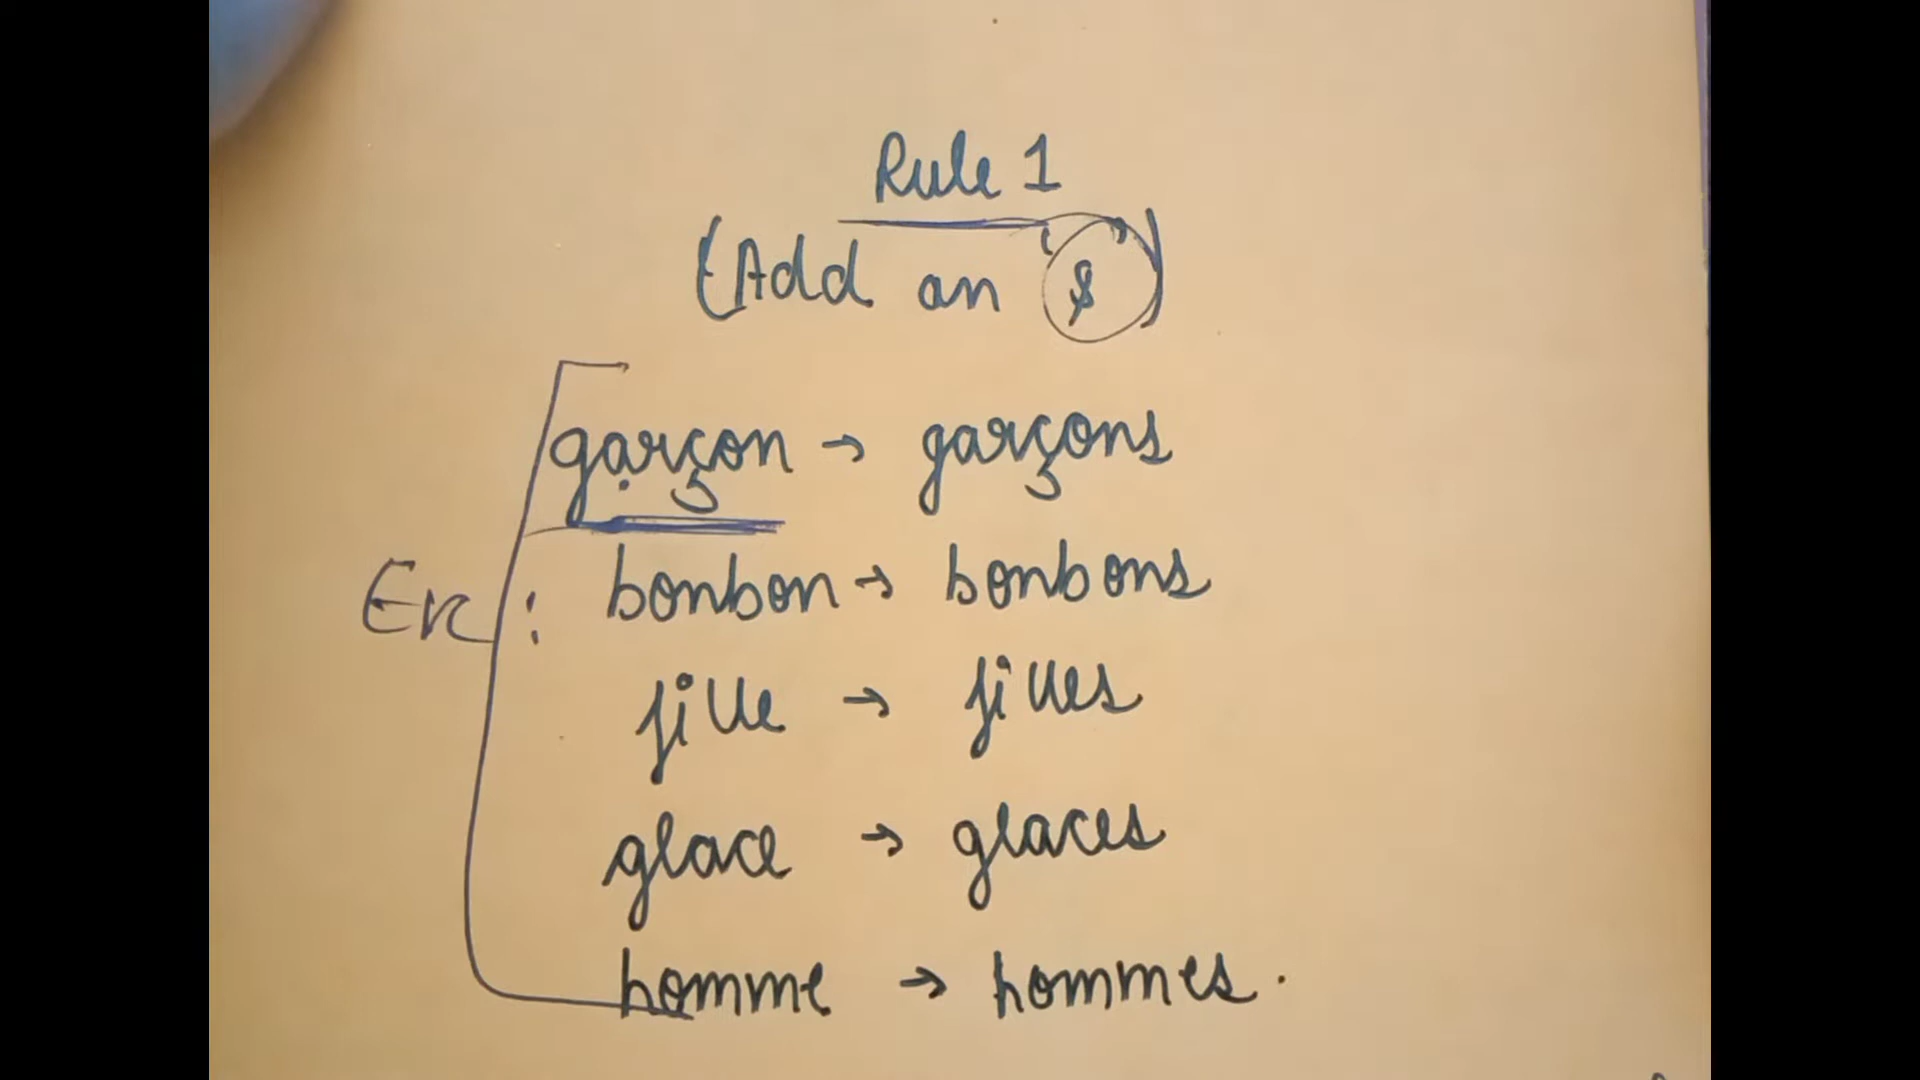 Rule 1
(Add an "s")
garçon → garçons
Ex: bonbon → bonbons
fille → filles
glace → glaces
homme → hommes.